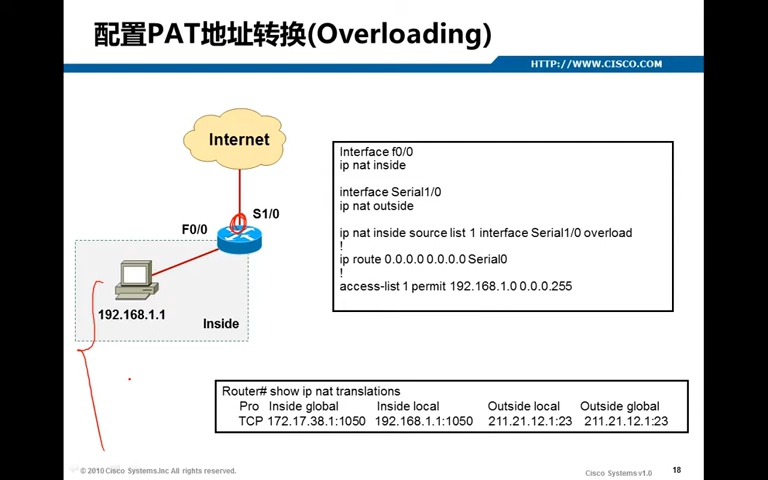 配置PAT地址转换(Overloading)
HTTP://WWW.CISCO.COM
Internet
S1/0
F0/0
192.168.1.1
Inside
Interface f0/0
ip nat inside
interface Serial1/0
ip nat outside
ip nat inside source list 1 interface Serial1/0 overload
!
ip route 0.0.0.0 0.0.0.0 Serial0
!
access-list 1 permit 192.168.1.0 0.0.0.255
Router# show ip nat translations
Pro Inside global Inside local Outside local Outside global
TCP 172.17.38.1:1050 192.168.1.1:1050 211.21.12.1:23 211.21.12.1:23
© 2010 Cisco Systems.Inc All rights reserved.
Cisco Systems v1.0
18